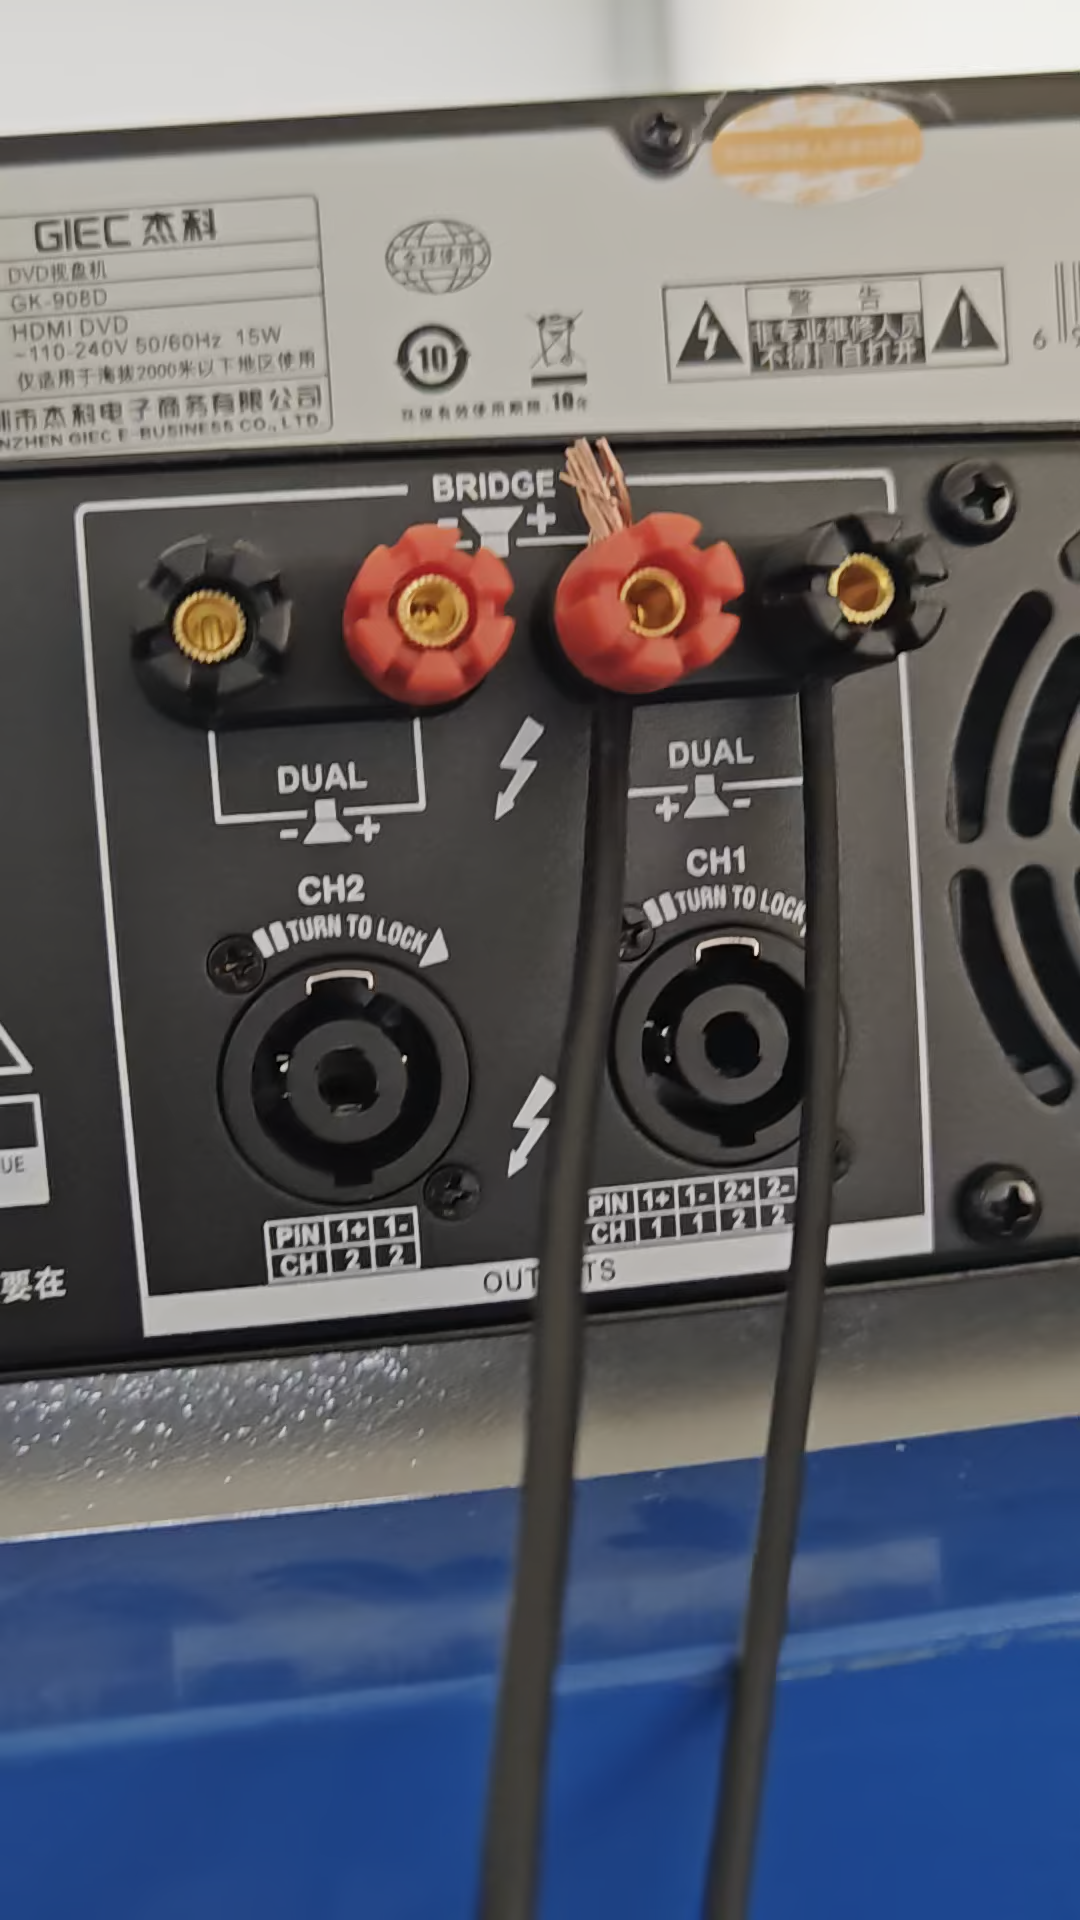 GIEC 杰科
DVD视盘机
GK-908D
HDMI DVD
~110-240V 50/60Hz 15W
仅适用于海拔2000米以下地区使用
圳市杰科电子商务有限公司
NZHEN GIEC E-BUSINESS CO., LTD.
全球使用
10
环保有效使用期限:10年
警 告
非专业维修人员
不得擅自打开
6
BRIDGE
- +
DUAL
- +
DUAL
+ -
CH2
TURN TO LOCK
CH1
TURN TO LOCK
PIN 1+ 1-
CH 2 2
PIN 1+ 1- 2+ 2-
CH 1 1 2 2
OUT TS
UE
要在